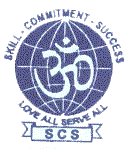 SKILL - COMMITMENT - SUCCESS
ॐ
LOVE ALL SERVE ALL
SCS